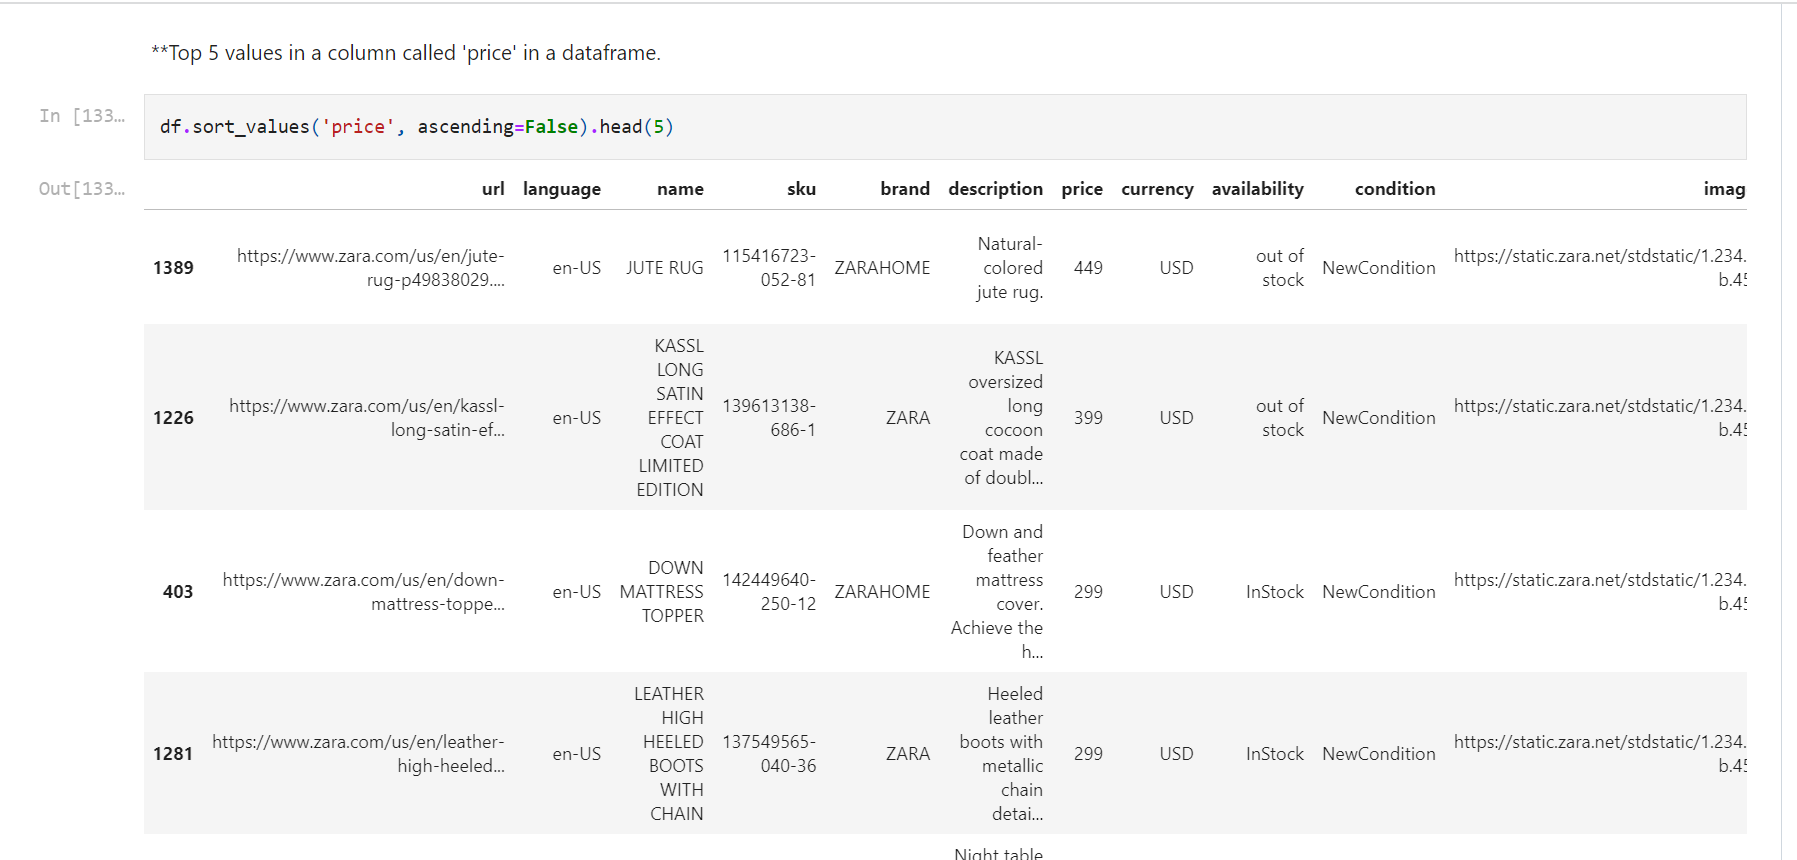 **Top 5 values in a column called 'price' in a dataframe.
In [133…
df.sort_values('price', ascending=False).head(5)
Out[133…
url language name sku brand description price currency availability condition imag
1389 https://www.zara.com/us/en/jute-rug-p49838029.... en-US JUTE RUG 115416723-052-81 ZARAHOME Natural-colored jute rug. 449 USD out of stock NewCondition https://static.zara.net/stdstatic/1.234. b.45
1226 https://www.zara.com/us/en/kassl-long-satin-ef... en-US KASSL LONG SATIN EFFECT COAT LIMITED EDITION 139613138-686-1 ZARA KASSL oversized long cocoon coat made of doubl... 399 USD out of stock NewCondition https://static.zara.net/stdstatic/1.234. b.45
403 https://www.zara.com/us/en/down-mattress-toppe... en-US DOWN MATTRESS TOPPER 142449640-250-12 ZARAHOME Down and feather mattress cover. Achieve the h... 299 USD InStock NewCondition https://static.zara.net/stdstatic/1.234. b.45
1281 https://www.zara.com/us/en/leather-high-heeled... en-US LEATHER HIGH HEELED BOOTS WITH CHAIN 137549565-040-36 ZARA Heeled leather boots with metallic chain detai... 299 USD InStock NewCondition https://static.zara.net/stdstatic/1.234. b.45
Night table